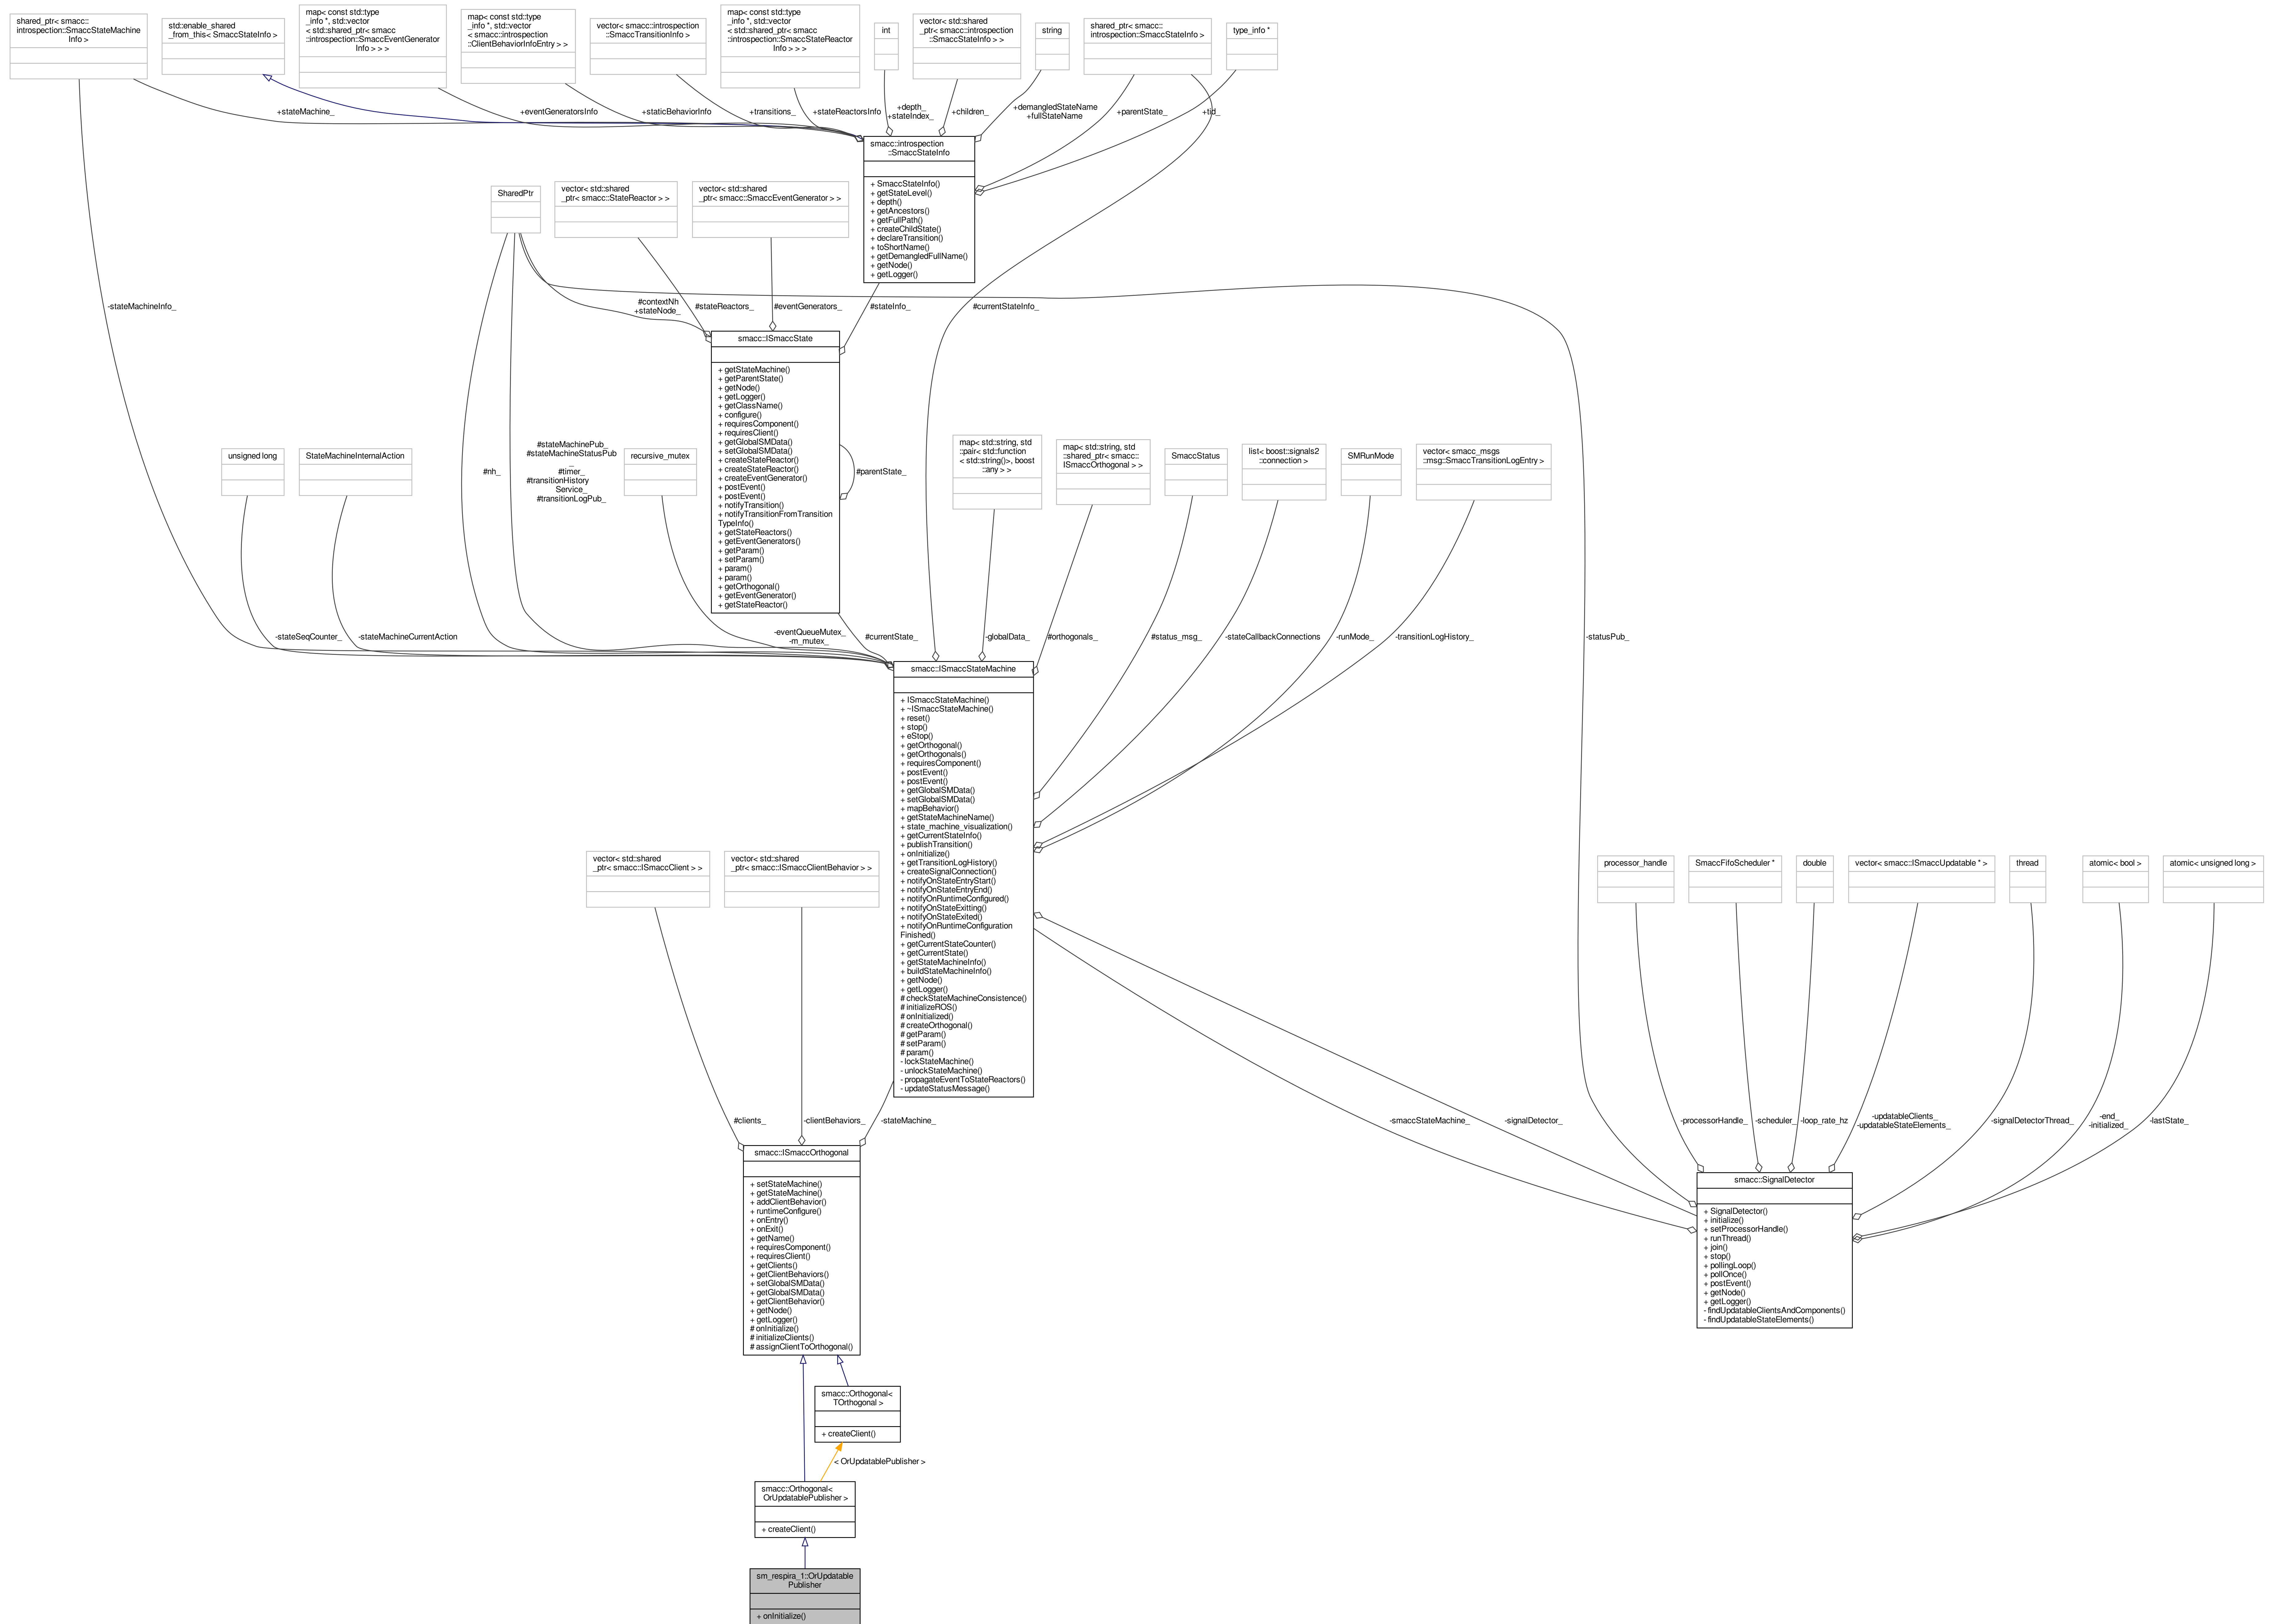 shared_ptr< smacc::
introspection::SmaccStateMachine
Info >
std::enable_shared
_from_this< SmaccStateInfo >
map< const std::type
_info *, std::vector
< std::shared_ptr< smacc
::introspection::SmaccEventGenerator
Info > > >
map< const std::type
_info *, std::vector
< smacc::introspection
::ClientBehaviorInfoEntry > >
vector< smacc::introspection
::SmaccTransitionInfo >
map< const std::type
_info *, std::vector
< std::shared_ptr< smacc
::introspection::SmaccStateReactor
Info > > >
int
vector< std::shared
_ptr< smacc::introspection
::SmaccStateInfo > >
string
shared_ptr< smacc::
introspection::SmaccStateInfo >
type_info *
+stateMachine_
+eventGeneratorsInfo
+staticBehaviorInfo
+transitions_
+stateReactorsInfo
+depth_
+stateIndex_
+children_
+demangledStateName
+fullStateName
+parentState_
+tid_
smacc::introspection
::SmaccStateInfo
+ SmaccStateInfo()
+ getStateLevel()
+ depth()
+ getAncestors()
+ getFullPath()
+ createChildState()
+ declareTransition()
+ toShortName()
+ getDemangledFullName()
+ getNode()
+ getLogger()
SharedPtr
vector< std::shared
_ptr< smacc::StateReactor > >
vector< std::shared
_ptr< smacc::SmaccEventGenerator > >
-stateMachineInfo_
#contextNh
+stateNode_
#stateReactors_
#eventGenerators_
#stateInfo_
#currentStateInfo_
smacc::ISmaccState
+ getStateMachine()
+ getParentState()
+ getNode()
+ getLogger()
+ getClassName()
+ configure()
+ requiresComponent()
+ requiresClient()
+ getGlobalSMData()
+ setGlobalSMData()
+ createStateReactor()
+ createStateReactor()
+ createEventGenerator()
+ postEvent()
+ postEvent()
+ notifyTransition()
+ notifyTransitionFromTransition
TypeInfo()
+ getStateReactors()
+ getEventGenerators()
+ getParam()
+ setParam()
+ param()
+ param()
+ getOrthogonal()
+ getEventGenerator()
+ getStateReactor()
#parentState_
unsigned long
StateMachineInternalAction
#nh_
#stateMachinePub_
#stateMachineStatusPub
_
#timer_
#transitionHistory
Service_
#transitionLogPub_
recursive_mutex
map< std::string, std
::pair< std::function
< std::string()>, boost
::any > >
map< std::string, std
::shared_ptr< smacc::
ISmaccOrthogonal > >
SmaccStatus
list< boost::signals2
::connection >
SMRunMode
vector< smacc_msgs
::msg::SmaccTransitionLogEntry >
-stateSeqCounter_
-stateMachineCurrentAction
-eventQueueMutex_
-m_mutex_
#currentState_
-globalData_
#orthogonals_
#status_msg_
-stateCallbackConnections
-runMode_
-transitionLogHistory_
-statusPub_
smacc::ISmaccStateMachine
+ ISmaccStateMachine()
+ ~ISmaccStateMachine()
+ reset()
+ stop()
+ eStop()
+ getOrthogonal()
+ getOrthogonals()
+ requiresComponent()
+ postEvent()
+ postEvent()
+ getGlobalSMData()
+ setGlobalSMData()
+ mapBehavior()
+ getStateMachineName()
+ state_machine_visualization()
+ getCurrentStateInfo()
+ publishTransition()
+ onInitialize()
+ getTransitionLogHistory()
+ createSignalConnection()
+ notifyOnStateEntryStart()
+ notifyOnStateEntryEnd()
+ notifyOnRuntimeConfigured()
+ notifyOnStateExitting()
+ notifyOnStateExited()
+ notifyOnRuntimeConfiguration
Finished()
+ getCurrentStateCounter()
+ getCurrentState()
+ getStateMachineInfo()
+ buildStateMachineInfo()
+ getNode()
+ getLogger()
# checkStateMachineConsistence()
# initializeROS()
# onInitialized()
# createOrthogonal()
# getParam()
# setParam()
# param()
- lockStateMachine()
- unlockStateMachine()
- propagateEventToStateReactors()
- updateStatusMessage()
vector< std::shared
_ptr< smacc::ISmaccClient > >
vector< std::shared
_ptr< smacc::ISmaccClientBehavior > >
processor_handle
SmaccFifoScheduler *
double
vector< smacc::ISmaccUpdatable * >
thread
atomic< bool >
atomic< unsigned long >
#clients_
-clientBehaviors_
-stateMachine_
-smaccStateMachine_
-signalDetector_
-processorHandle_
-scheduler_
-loop_rate_hz
-updatableClients_
-updatableStateElements_
-signalDetectorThread_
-end_
-initialized_
-lastState_
smacc::ISmaccOrthogonal
+ setStateMachine()
+ getStateMachine()
+ addClientBehavior()
+ runtimeConfigure()
+ onEntry()
+ onExit()
+ getName()
+ requiresComponent()
+ requiresClient()
+ getClients()
+ getClientBehaviors()
+ setGlobalSMData()
+ getGlobalSMData()
+ getClientBehavior()
+ getNode()
+ getLogger()
# onInitialize()
# initializeClients()
# assignClientToOrthogonal()
smacc::SignalDetector
+ SignalDetector()
+ initialize()
+ setProcessorHandle()
+ runThread()
+ join()
+ stop()
+ pollingLoop()
+ pollOnce()
+ postEvent()
+ getNode()
+ getLogger()
- findUpdatableClientsAndComponents()
- findUpdatableStateElements()
smacc::Orthogonal<
TOrthogonal >
+ createClient()
< OrUpdatablePublisher >
smacc::Orthogonal<
OrUpdatablePublisher >
+ createClient()
sm_respira_1::OrUpdatable
Publisher
+ onInitialize()